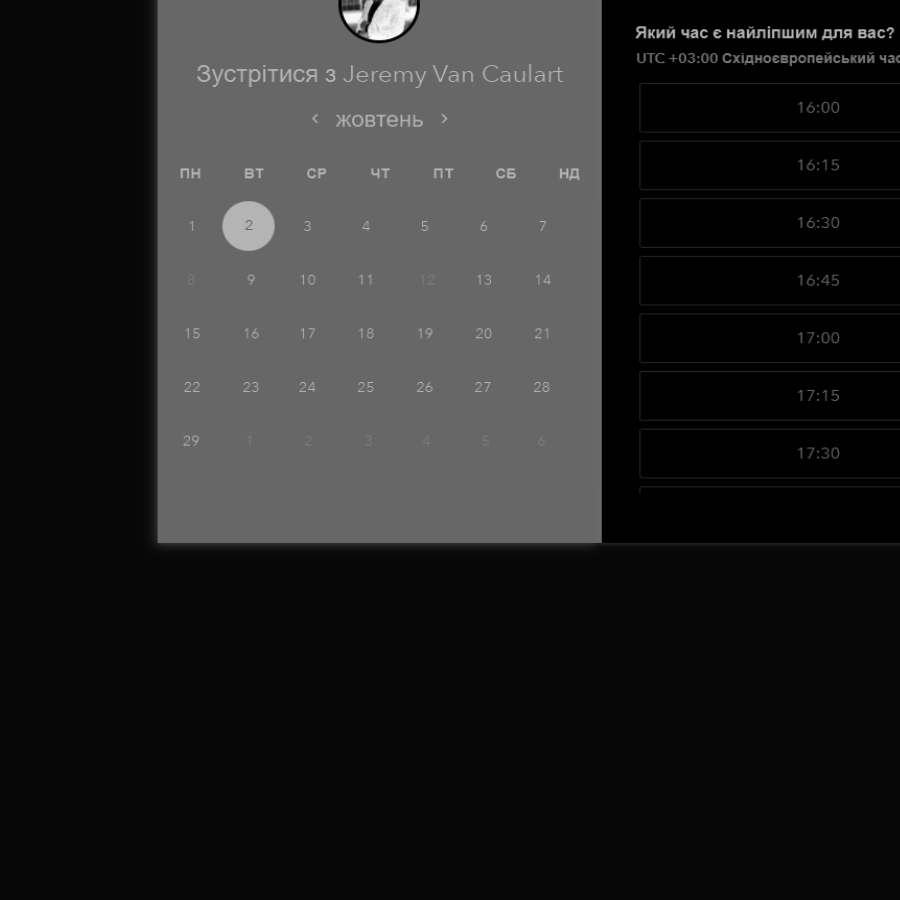 Зустрітися з Jeremy Van Caulart
жовтень
ПН ВТ СР ЧТ ПТ СБ НД
1 2 3 4 5 6 7
8 9 10 11 12 13 14
15 16 17 18 19 20 21
22 23 24 25 26 27 28
29 1 2 3 4 5 6
Який час є найліпшим для вас?
UTC +03:00 Східноєвропейський
16:00
16:15
16:30
16:45
17:00
17:15
17:30